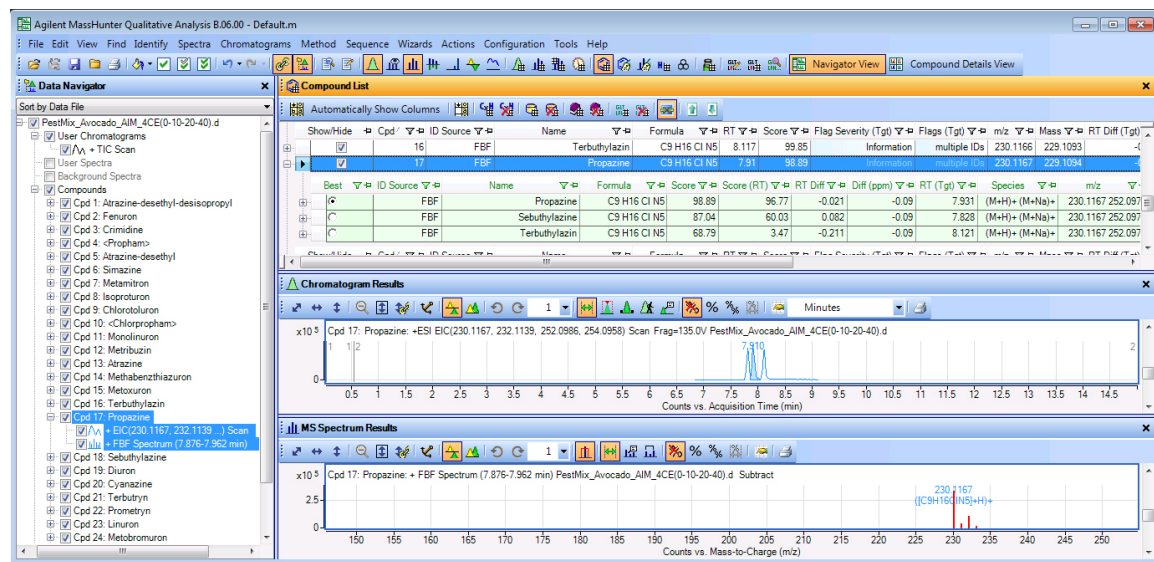 Agilent MassHunter Qualitative Analysis B.06.00 - Default.m
File Edit View Find Identify Spectra Chromatograms Method Sequence Wizards Actions Configuration Tools Help
Navigator View Compound Details View
Data Navigator
Sort by Data File
PestMix_Avocado_AIM_4CE(0-10-20-40).d
User Chromatograms
+ TIC Scan
User Spectra
Background Spectra
Compounds
Cpd 1: Atrazine-desethyl-desisopropyl
Cpd 2: Fenuron
Cpd 3: Crimidine
Cpd 4: <Propham>
Cpd 5: Atrazine-desethyl
Cpd 6: Simazine
Cpd 7: Metamitron
Cpd 8: Isoproturon
Cpd 9: Chlorotoluron
Cpd 10: <Chlorpropham>
Cpd 11: Monolinuron
Cpd 12: Metribuzin
Cpd 13: Atrazine
Cpd 14: Methabenzthiazuron
Cpd 15: Metoxuron
Cpd 16: Terbuthylazin
Cpd 17: Propazine
+ EIC(230.1167, 232.1139 ...) Scan
+ FBF Spectrum (7.876-7.962 min)
Cpd 18: Sebuthylazine
Cpd 19: Diuron
Cpd 20: Cyanazine
Cpd 21: Terbutryn
Cpd 22: Prometryn
Cpd 23: Linuron
Cpd 24: Metobromuron
Compound List
Automatically Show Columns
Show/Hide Cpd ID Source Name Formula RT Score Flag Severity (Tgt) Flags (Tgt) m/z Mass RT Diff (Tgt)
16 FBF Terbuthylazin C9 H16 Cl N5 8.117 99.85 Information multiple IDs 230.1166 229.1093
17 FBF Propazine C9 H16 Cl N5 7.91 98.89 Information multiple IDs 230.1167 229.1094
Best ID Source Name Formula Score Score (RT) RT Diff Diff (ppm) RT (Tgt) Species m/z
FBF Propazine C9 H16 Cl N5 98.89 96.77 -0.021 -0.09 7.931 (M+H)+ (M+Na)+ 230.1167 252.097
FBF Sebuthylazine C9 H16 Cl N5 87.04 60.03 0.082 -0.09 7.828 (M+H)+ (M+Na)+ 230.1167 252.097
FBF Terbuthylazin C9 H16 Cl N5 68.79 3.47 -0.211 -0.09 8.121 (M+H)+ (M+Na)+ 230.1167 252.097
Chromatogram Results
1 % Minutes
x10 5 Cpd 17: Propazine: +ESI EIC(230.1167, 232.1139, 252.0986, 254.0958) Scan Frag=135.0V PestMix_Avocado_AIM_4CE(0-10-20-40).d
1 1 2 7.910 2
0
0.5 1 1.5 2 2.5 3 3.5 4 4.5 5 5.5 6 6.5 7 7.5 8 8.5 9 9.5 10 10.5 11 11.5 12 12.5 13 13.5 14 14.5
Counts vs. Acquisition Time (min)
MS Spectrum Results
1 %
x10 5 Cpd 17: Propazine: + FBF Spectrum (7.876-7.962 min) PestMix_Avocado_AIM_4CE(0-10-20-40).d Subtract
230.1167
2.5 ([C9H16ClN5]+H)+
0
150 155 160 165 170 175 180 185 190 195 200 205 210 215 220 225 230 235 240 245 250
Counts vs. Mass-to-Charge (m/z)